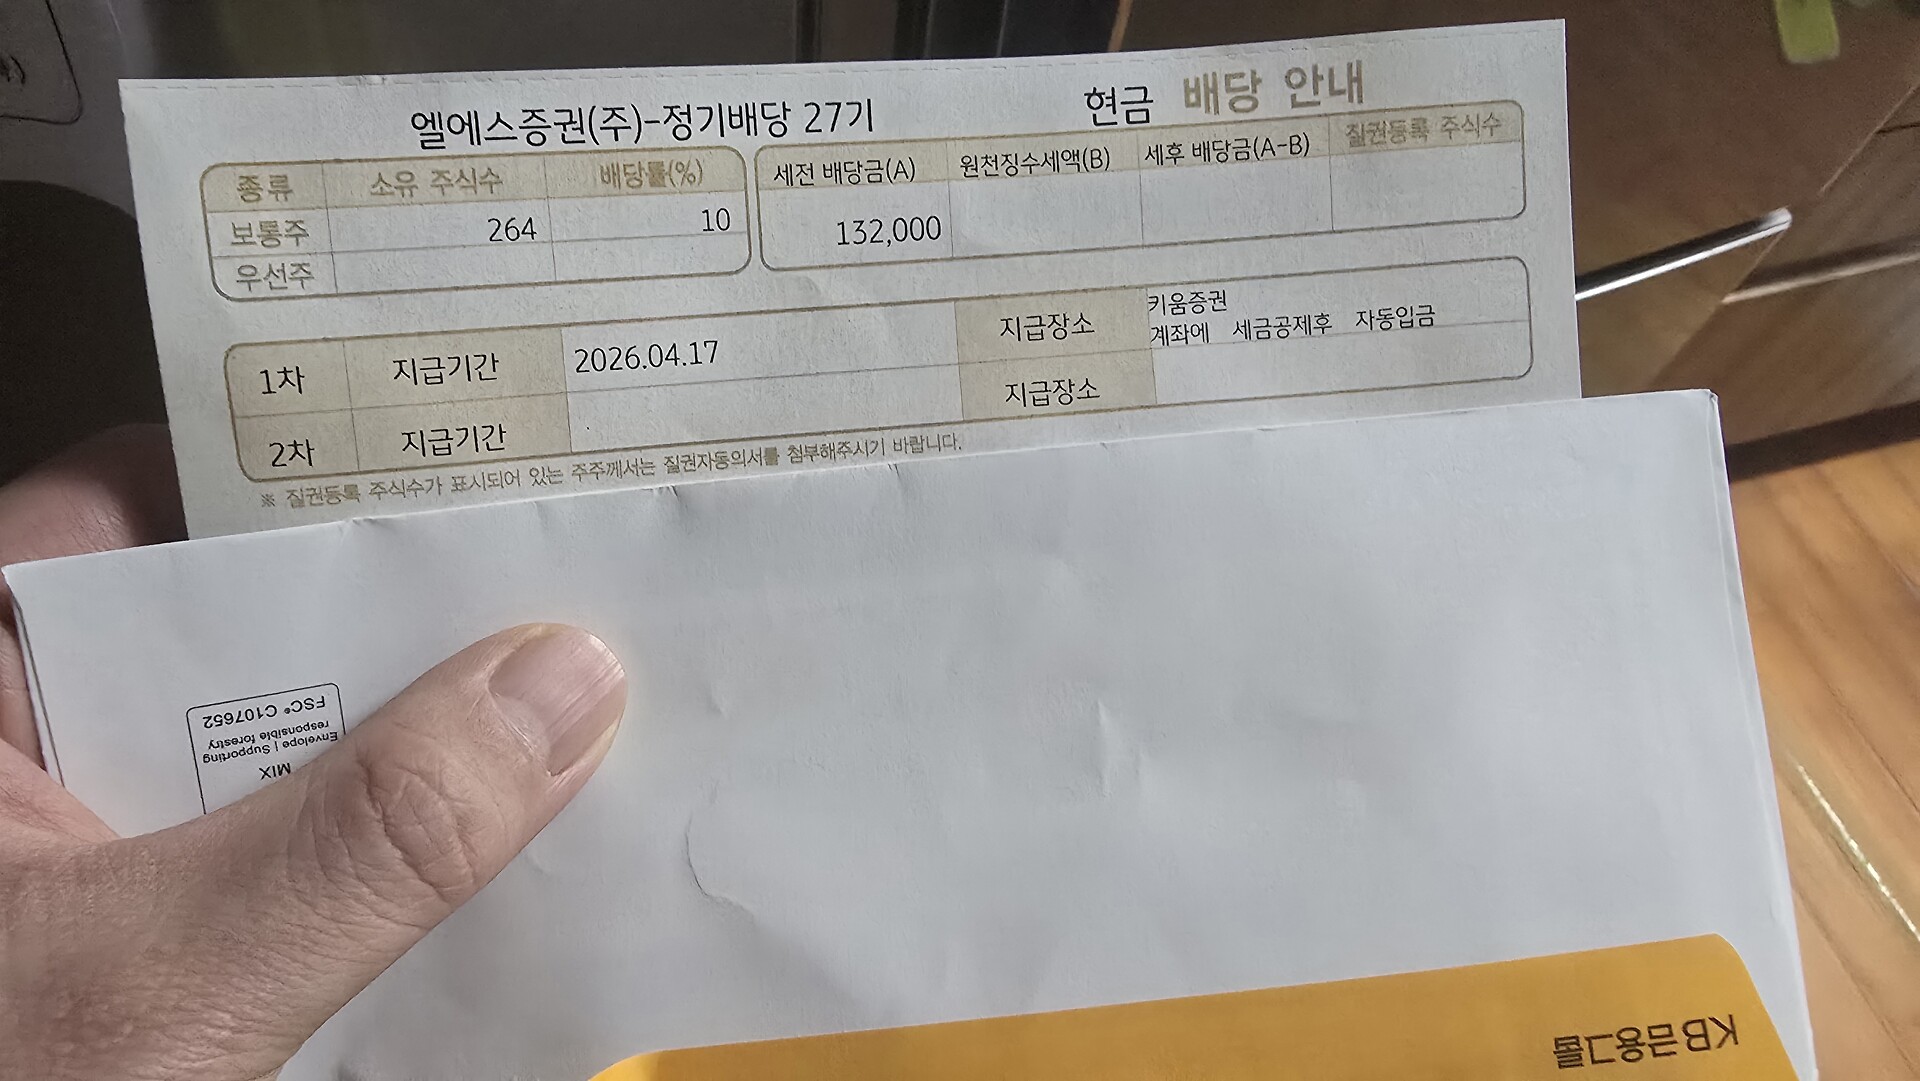 엘에스증권(주)-정기배당 27기
현금 배당 안내
종류 소유 주식수 배당률(%)
보통주 264 10
우선주
세전 배당금(A) 원천징수세액(B) 세후 배당금(A-B) 질권등록 주식수
132,000
1차 지급기간 2026.04.17 지급장소 키움증권
계좌에 세금공제후 자동입금
2차 지급기간 지급장소
※ 질권등록 주식수가 표시되어 있는 주주께서는 질권자동의서를 첨부해주시기 바랍니다.
FSC® C107652
Envelope | Supporting
responsible forestry
MIX
KB금융그룹